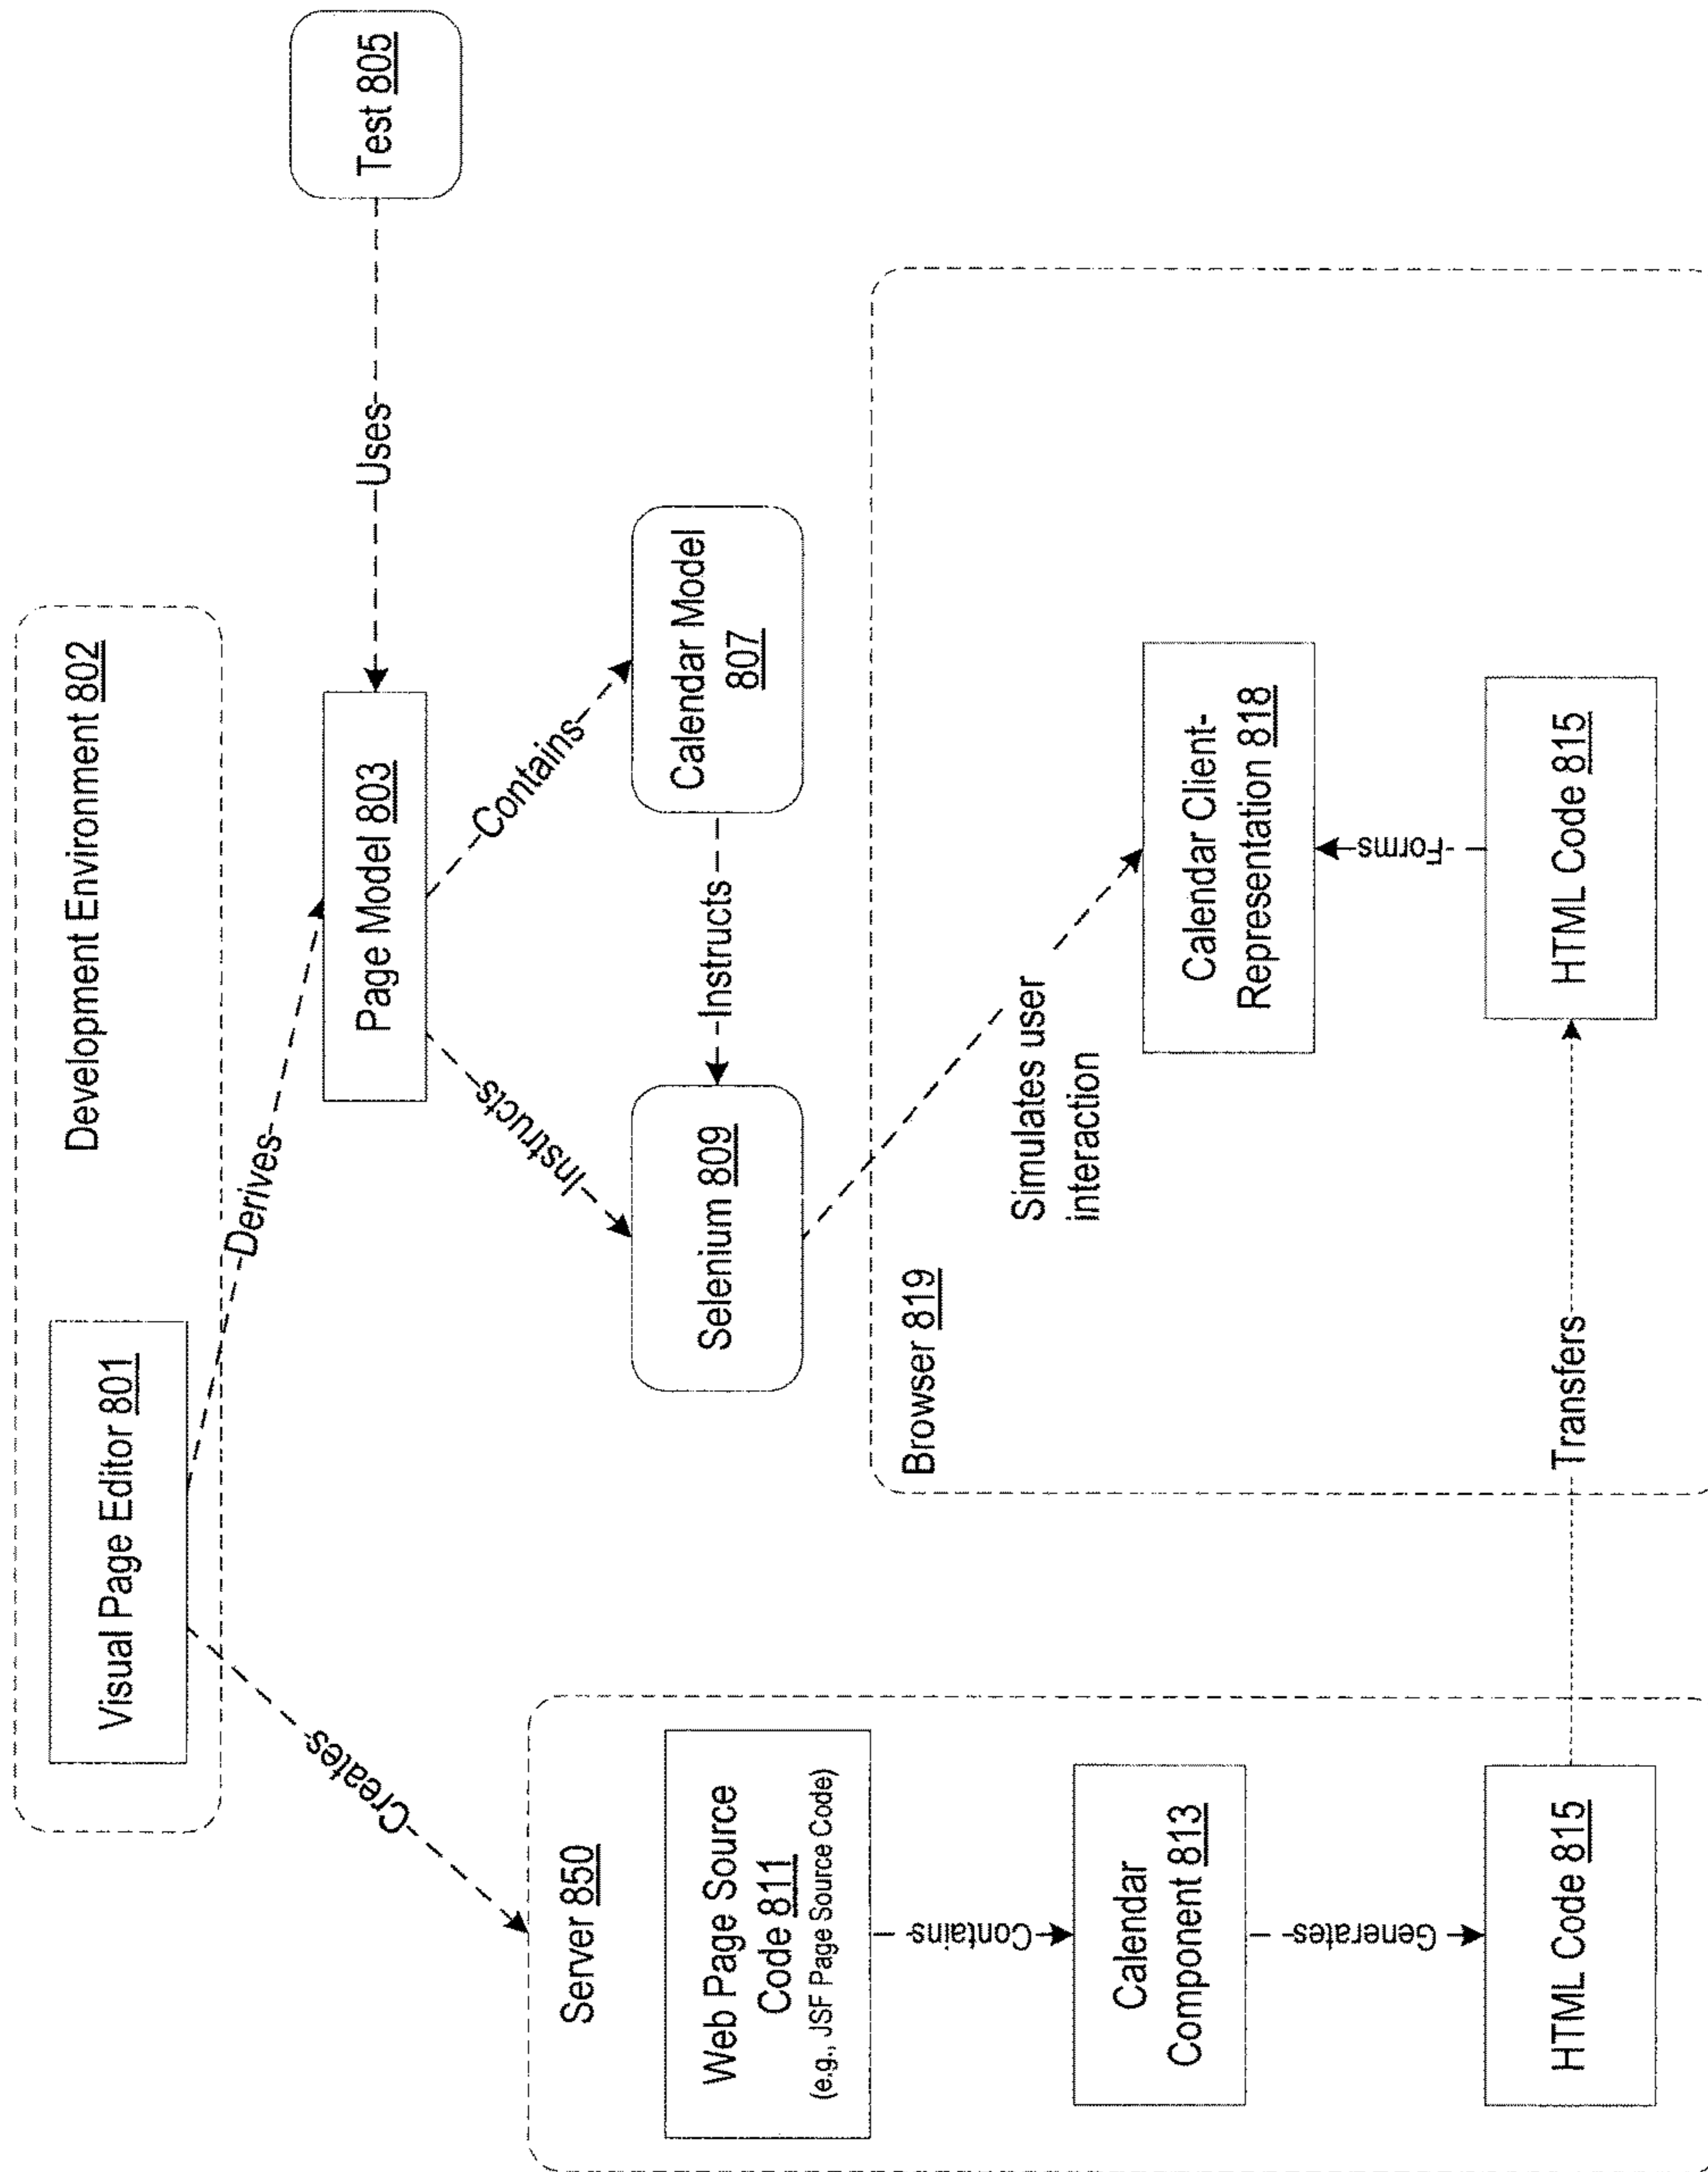 Development Environment 802
Visual Page Editor 801
Creates
Derives
Test 805
Uses
Page Model 803
Contains
Instructs
Calendar Model
807
Instructs
Selenium 809
Server 850
Web Page Source
Code 811
(e.g., JSF Page Source Code)
Contains
Calendar
Component 813
Generates
HTML Code 815
Transfers
Browser 819
Simulates user
interaction
Calendar Client-
Representation 818
Forms
HTML Code 815